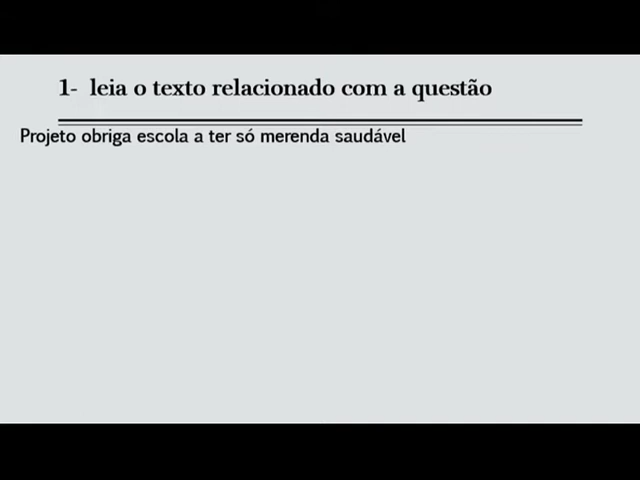 1- leia o texto relacionado com a questão
Projeto obriga escola a ter só merenda saudável